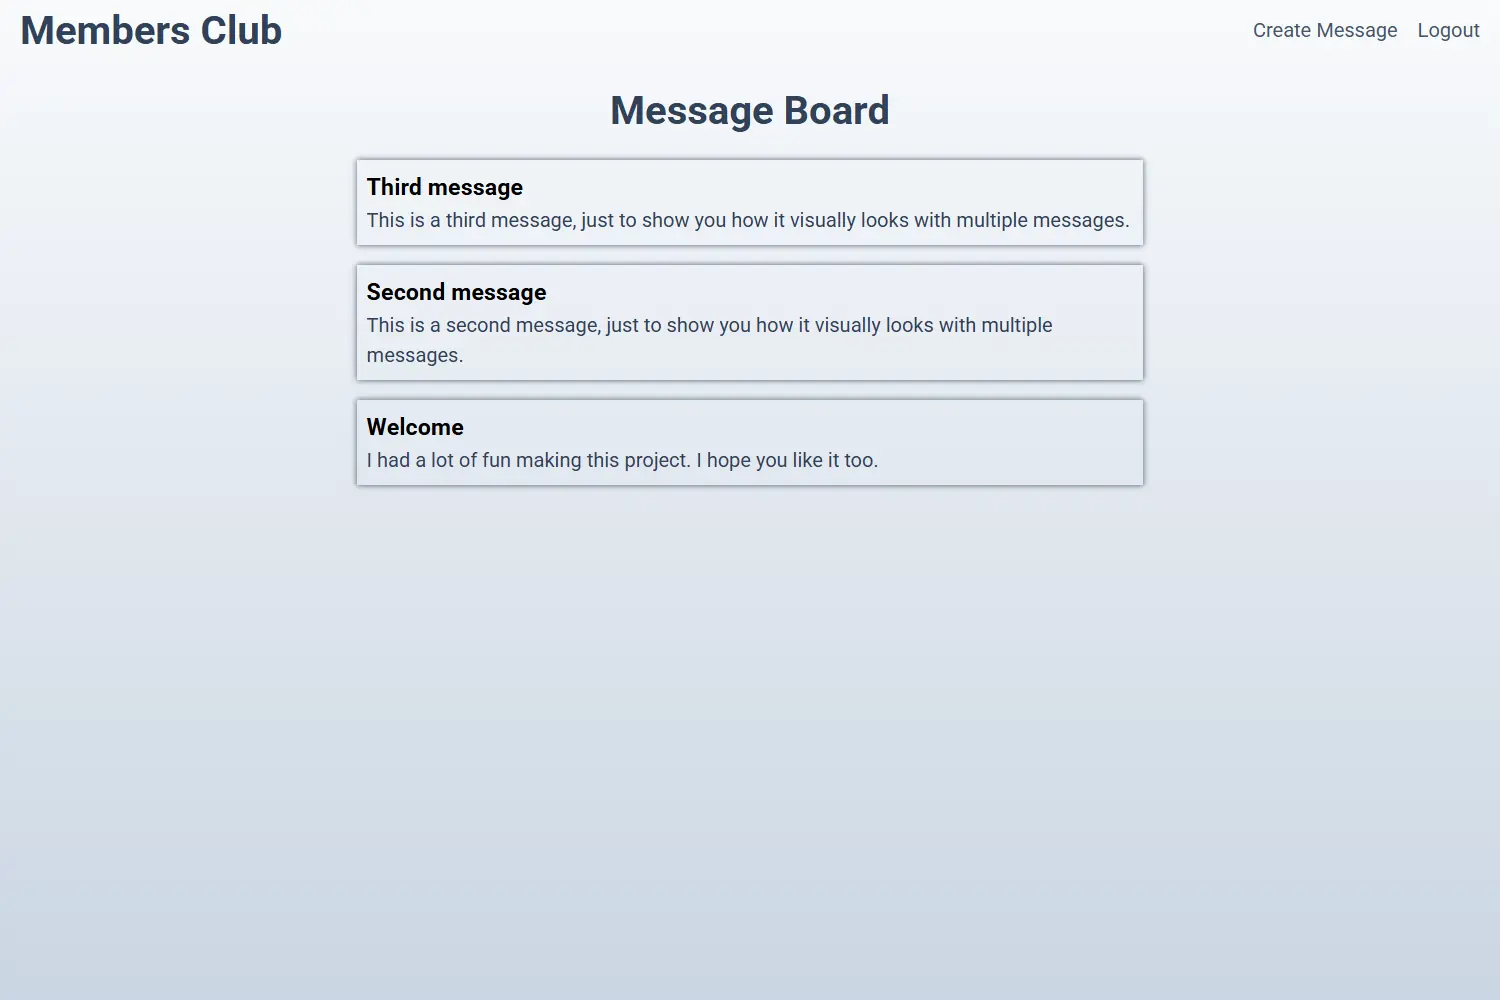 Members Club
Create Message
Logout
Message Board
Third message
This is a third message, just to show you how it visually looks with multiple messages.
Second message
This is a second message, just to show you how it visually looks with multiple
messages.
Welcome
I had a lot of fun making this project. I hope you like it too.